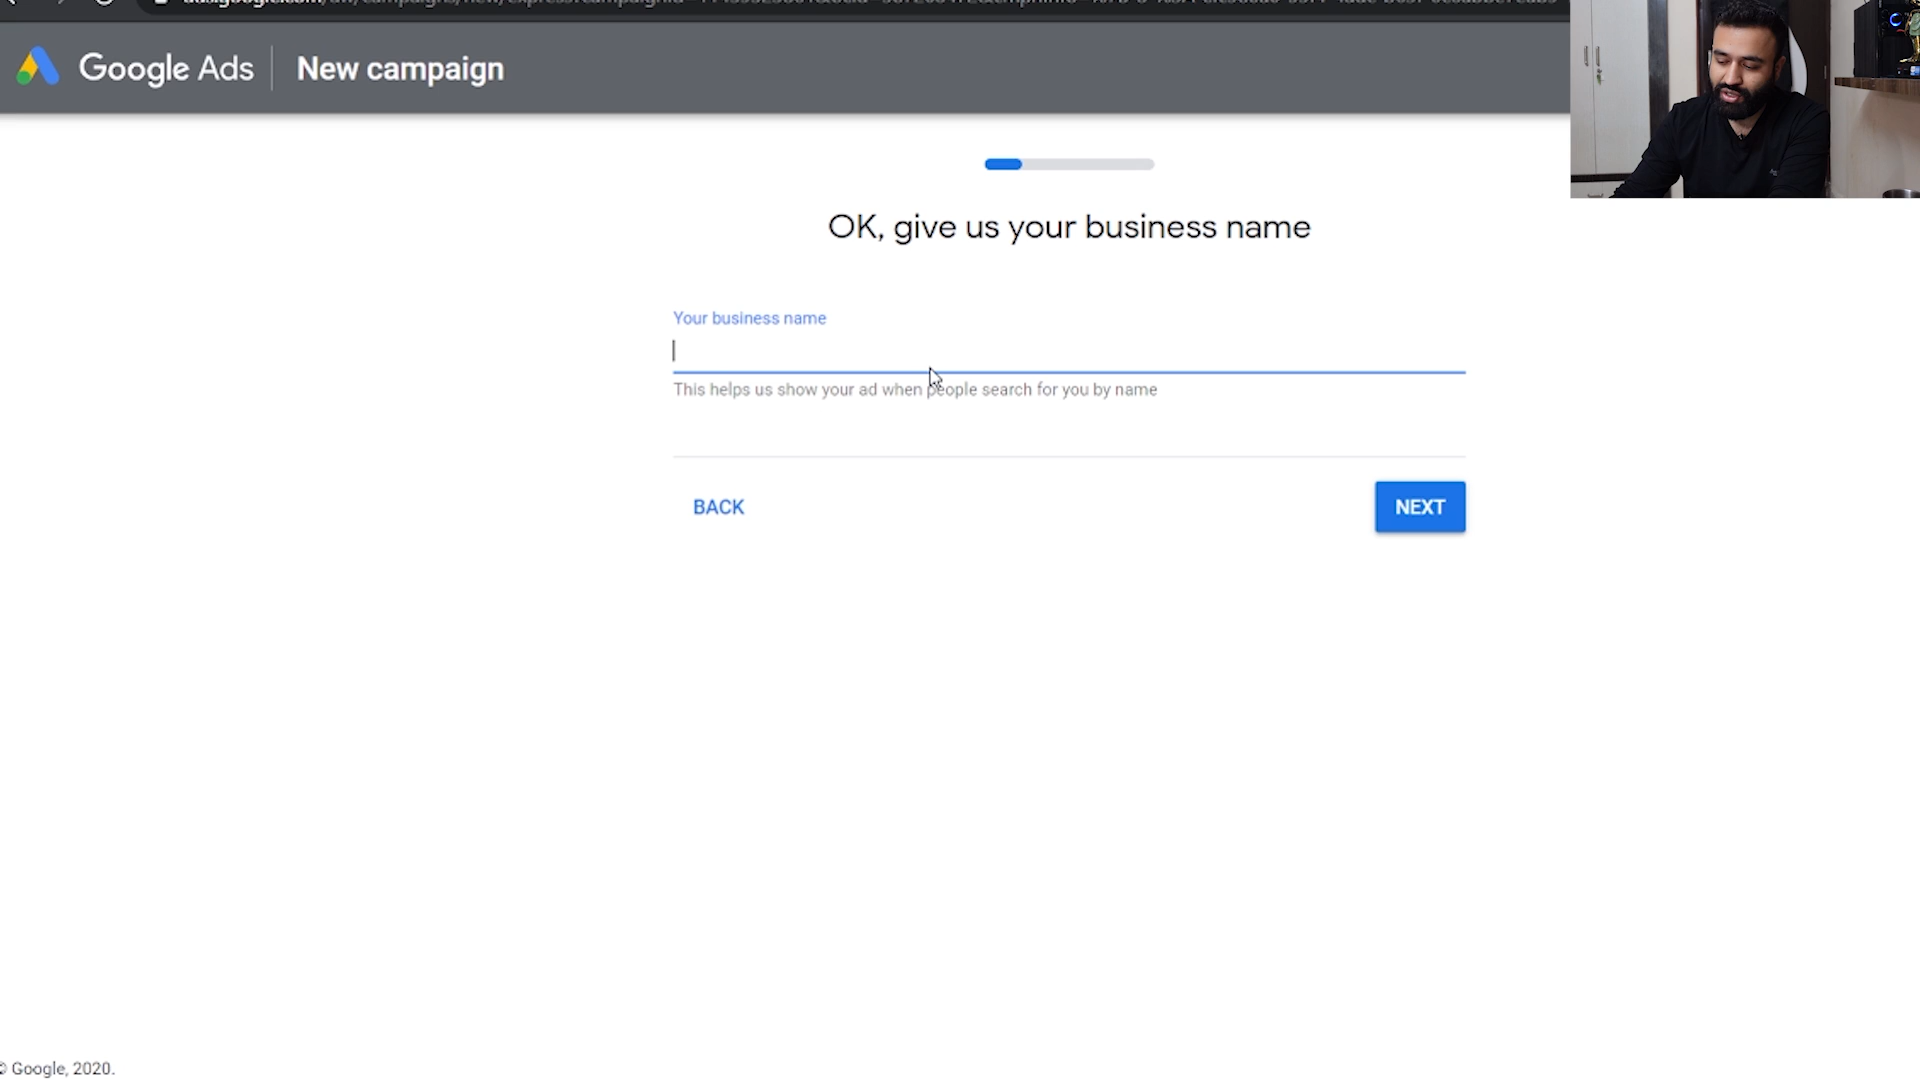 Google Ads New campaign
OK, give us your business name
Your business name
This helps us show your ad when people search for you by name
BACK
NEXT
© Google, 2020.